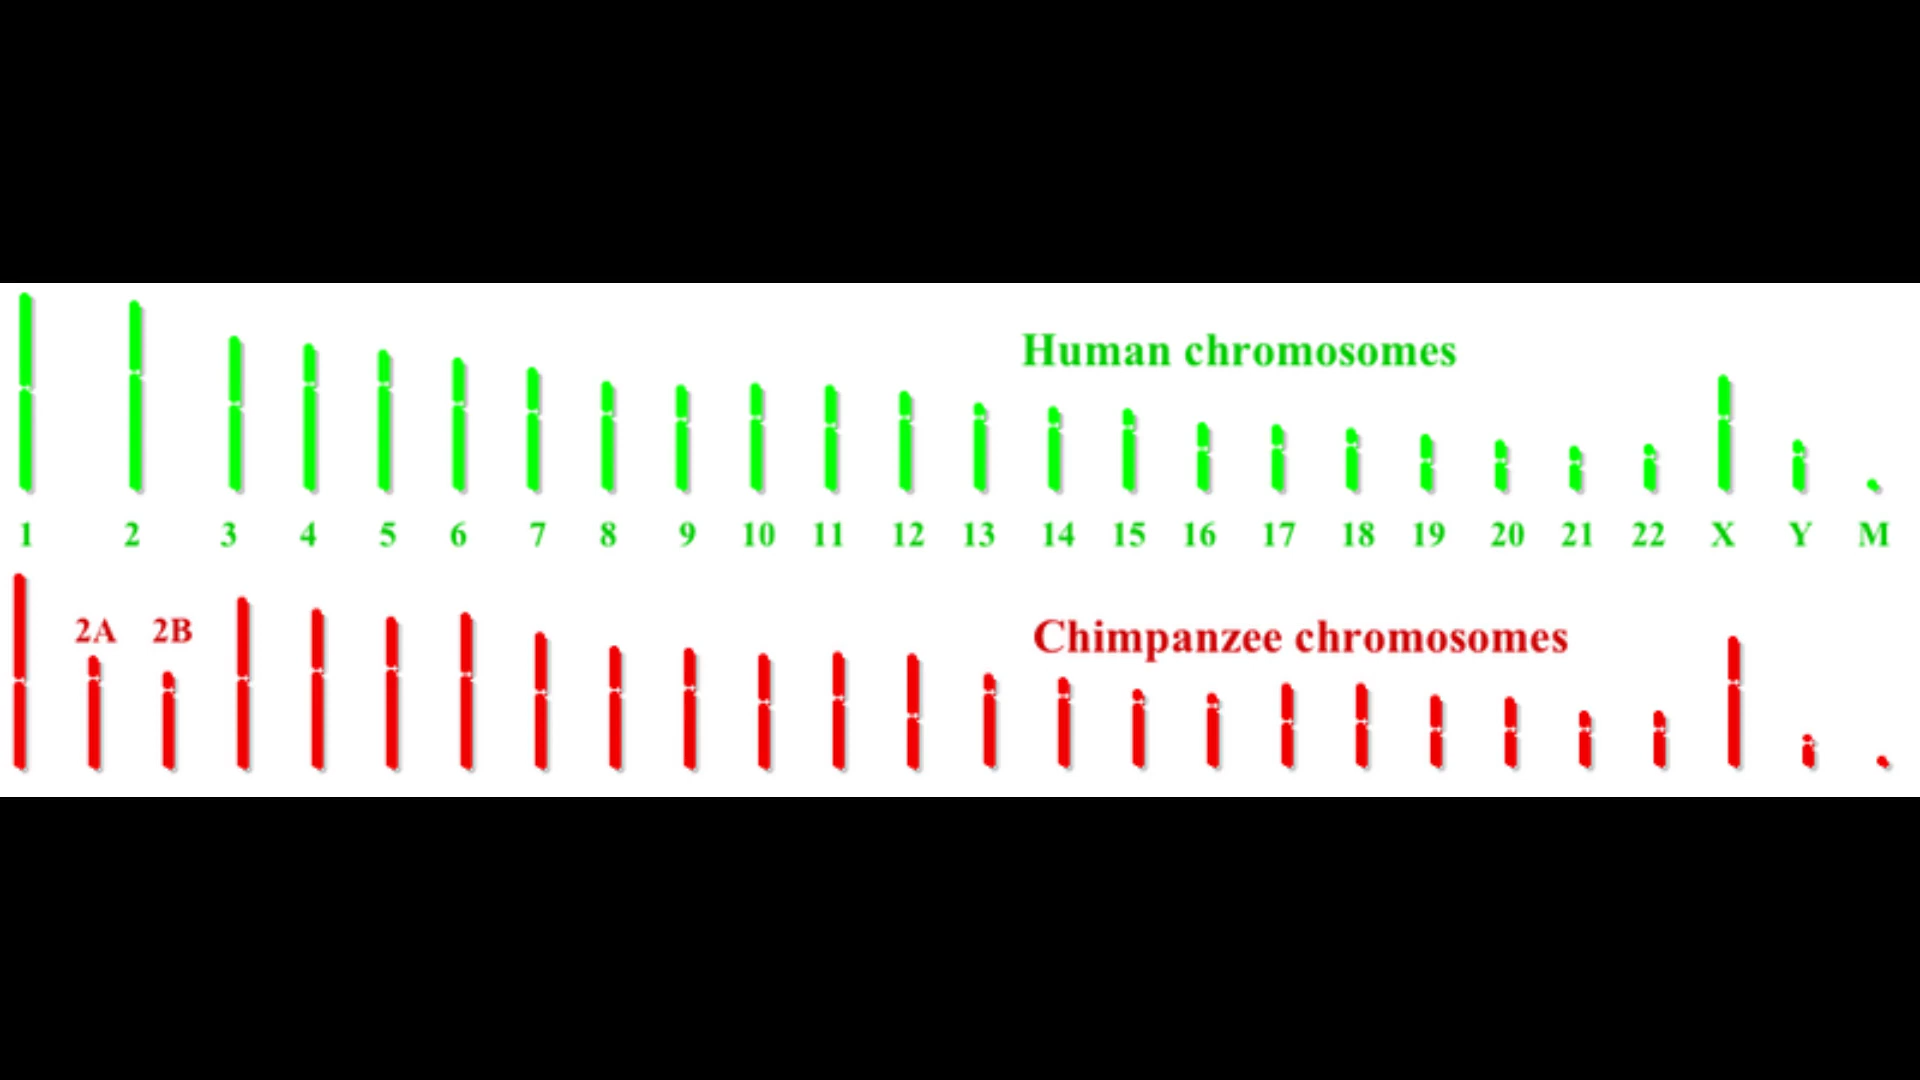 Human chromosomes
1 2 3 4 5 6 7 8 9 10 11 12 13 14 15 16 17 18 19 20 21 22 X Y M
2A 2B
Chimpanzee chromosomes